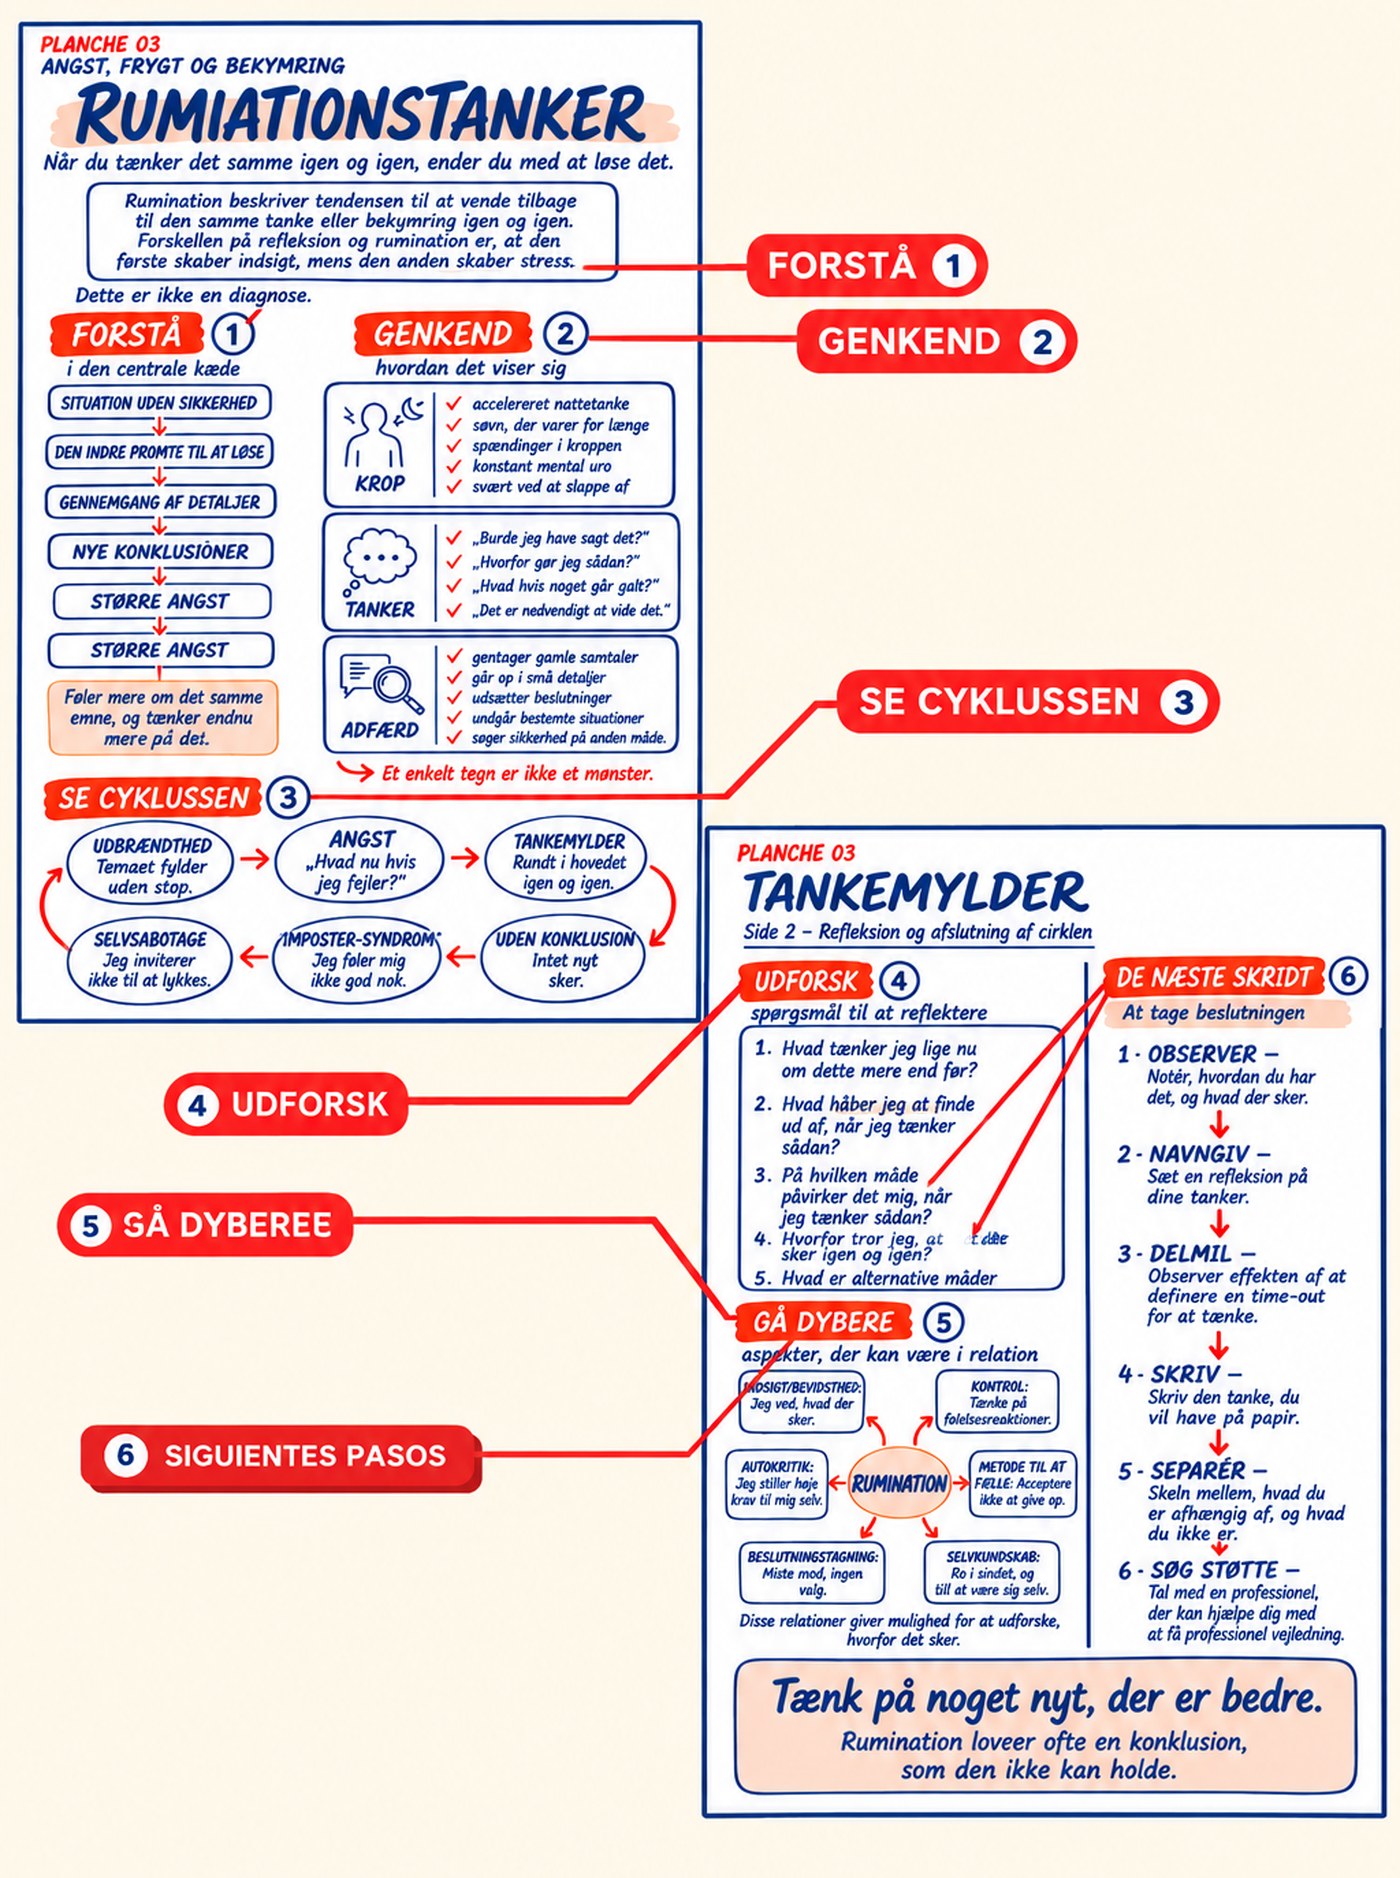 PLANCHE 03
ANGST, FRYGT OG BEKYMRING
RUMIATIONSTANKER
Når du tænker det samme igen og igen, ender du med at løse det.
Rumination beskriver tendensen til at vende tilbage
til den samme tanke eller bekymring igen og igen.
Forskellen på refleksion og rumination er, at den
første skaber indsigt, mens den anden skaber stress.
Dette er ikke en diagnose.
FORSTÅ 1
i den centrale kæde
SITUATION UDEN SIKKERHED
DEN INDRE PROMTE TIL AT LØSE
GENNEMGANG AF DETALJER
NYE KONKLUSIONER
STØRRE ANGST
STØRRE ANGST
Føler mere om det samme
emne, og tænker endnu
mere på det.
GENKEND 2
hvordan det viser sig
KROP
✓ accelereret nattetanke
✓ søvn, der varer for længe
✓ spændinger i kroppen
✓ konstant mental uro
✓ svært ved at slappe af
TANKER
✓ „Burde jeg have sagt det?“
✓ „Hvorfor gør jeg sådan?“
✓ „Hvad hvis noget går galt?“
✓ „Det er nedvendigt at vide det.“
ADFÆRD
✓ gentager gamle samtaler
✓ går op i små detaljer
✓ udsætter beslutninger
✓ undgår bestemte situationer
✓ søger sikkerhed på anden måde.
Et enkelt tegn er ikke et mønster.
SE CYKLUSSEN 3
UDBRÆNDTHED
Temaet fylder
uden stop.
ANGST
„Hvad nu hvis
jeg fejler?“
TANKEMYLDER
Rundt i hovedet
igen og igen.
UDEN KONKLUSION
Intet nyt
sker.
"IMPOSTER-SYNDROM"
Jeg føler mig
ikke god nok.
SELVSABOTAGE
Jeg inviterer
ikke til at lykkes.
FORSTÅ 1
GENKEND 2
SE CYKLUSSEN 3
4 UDFORSK
5 GÅ DYBEREE
6 SIGUIENTES PASOS
PLANCHE 03
TANKEMYLDER
Side 2 – Refleksion og afslutning af cirklen
UDFORSK 4
spørgsmål til at reflektere
1. Hvad tænker jeg lige nu
om dette mere end før?
2. Hvad håber jeg at finde
ud af, når jeg tænker
sådan?
3. På hvilken måde
påvirker det mig, når
jeg tænker sådan?
4. Hvorfor tror jeg, at
sker igen og igen?
5. Hvad er alternative måder
GÅ DYBERE 5
aspekter, der kan være i relation
INDSIGT/BEVIDSTHED:
Jeg ved, hvad der
sker.
KONTROL:
Tænke på
følelsesreaktioner.
AUTOKRITIK:
Jeg stiller høje
krav til mig selv.
RUMINATION
METODE TIL AT
FÆLLE: Acceptere
ikke at give op.
BESLUTNINGSTAGNING:
Miste mod, ingen
valg.
SELVKUNDSKAB:
Ro i sindet, og
till at være sig selv.
Disse relationer giver mulighed for at udforske,
hvorfor det sker.
DE NÆSTE SKRIDT 6
At tage beslutningen
1 - OBSERVER –
Notér, hvordan du har
det, og hvad der sker.
2 - NAVNGIV –
Sæt en refleksion på
dine tanker.
3 - DELMIL –
Observer effekten af at
definere en time-out
for at tænke.
4 - SKRIV –
Skriv den tanke, du
vil have på papir.
5 - SEPARÉR –
Skeln mellem, hvad du
er afhængig af, og hvad
du ikke er.
6 - SØG STØTTE –
Tal med en professionel,
der kan hjælpe dig med
at få professionel vejledning.
Tænk på noget nyt, der er bedre.
Rumination loveer ofte en konklusion,
som den ikke kan holde.